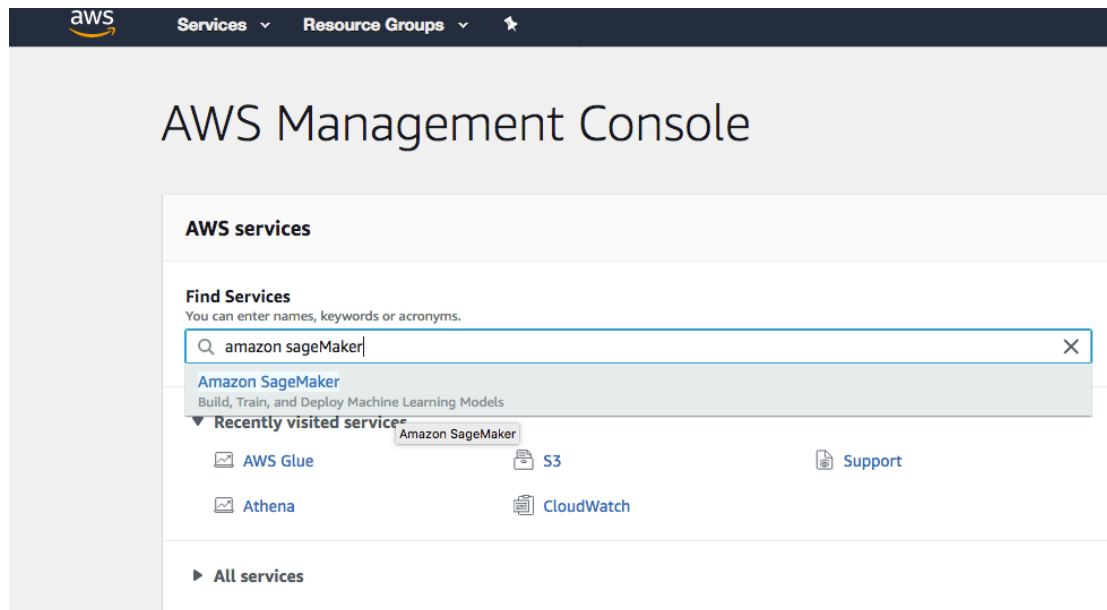 aws Services Resource Groups
AWS Management Console
AWS services
Find Services
You can enter names, keywords or acronyms.
amazon sageMaker
Amazon SageMaker
Build, Train, and Deploy Machine Learning Models
Recently visited services
Amazon SageMaker
AWS Glue S3 Support
Athena CloudWatch
All services